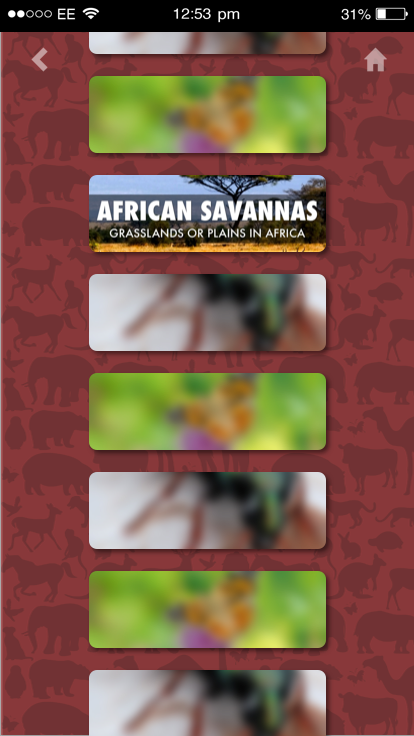 EE 12:53 pm 31%
AFRICAN SAVANNAS
GRASSLANDS OR PLAINS IN AFRICA